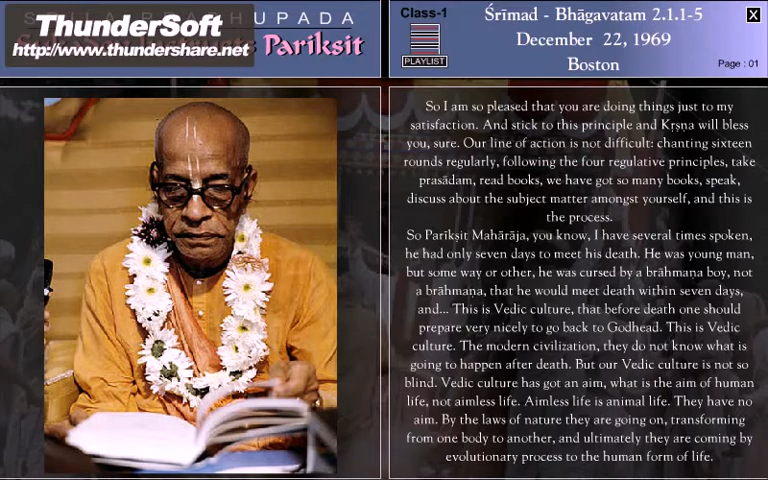 SRILA PRABHUPADA
ThunderSoft
http://www.thundershare.net
Pariksit
Class-1
PLAYLIST
Śrīmad - Bhāgavatam 2.1.1-5
December 22, 1969
Boston
X
Page : 01
So I am so pleased that you are doing things just to my
satisfaction. And stick to this principle and Kṛṣṇa will bless
you, sure. Our line of action is not difficult: chanting sixteen
rounds regularly, following the four regulative principles, take
prasādam, read books, we have got so many books, speak,
discuss about the subject matter amongst yourself, and this is
the process.
So Parīkṣit Mahārāja, you know, I have several times spoken,
he had only seven days to meet his death. He was young man,
but some way or other, he was cursed by a brāhmaṇa boy, not
a brāhmaṇa, that he would meet death within seven days,
and... This is Vedic culture, that before death one should
prepare very nicely to go back to Godhead. This is Vedic
culture. The modern civilization, they do not know what is
going to happen after death. But our Vedic culture is not so
blind. Vedic culture has got an aim, what is the aim of human
life, not aimless life. Aimless life is animal life. They have no
aim. By the laws of nature they are going on, transforming
from one body to another, and ultimately they are coming by
evolutionary process to the human form of life.